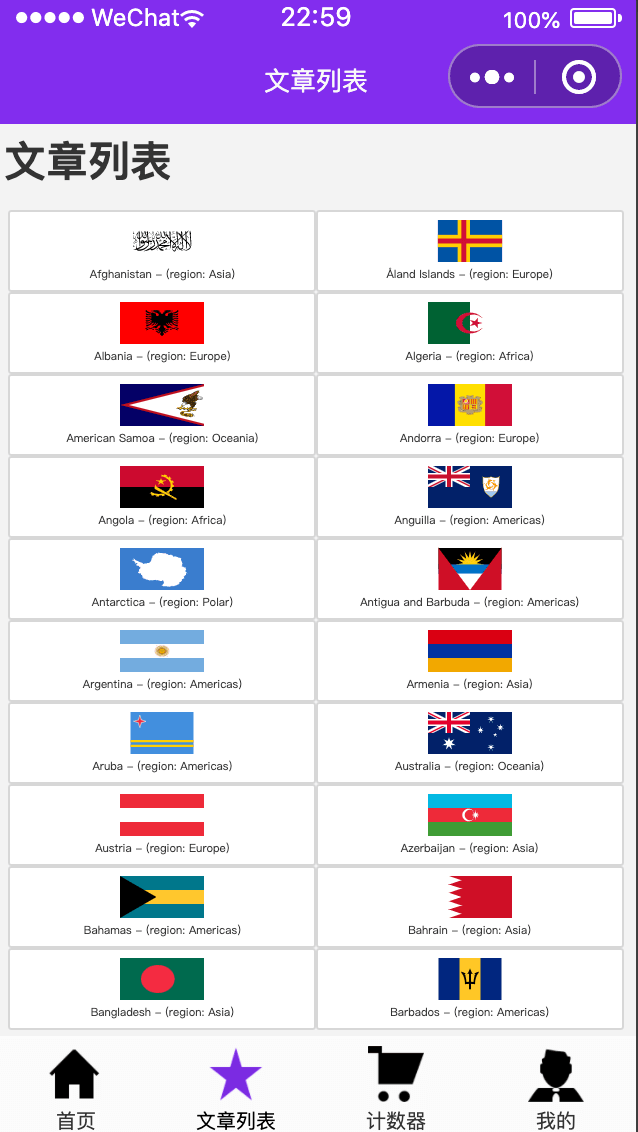 WeChat 22:59 100%
文章列表
文章列表
Afghanistan - (region: Asia) Åland Islands - (region: Europe)
Albania - (region: Europe) Algeria - (region: Africa)
American Samoa - (region: Oceania) Andorra - (region: Europe)
Angola - (region: Africa) Anguilla - (region: Americas)
Antarctica - (region: Polar) Antigua and Barbuda - (region: Americas)
Argentina - (region: Americas) Armenia - (region: Asia)
Aruba - (region: Americas) Australia - (region: Oceania)
Austria - (region: Europe) Azerbaijan - (region: Asia)
Bahamas - (region: Americas) Bahrain - (region: Asia)
Bangladesh - (region: Asia) Barbados - (region: Americas)
首页 文章列表 计数器 我的